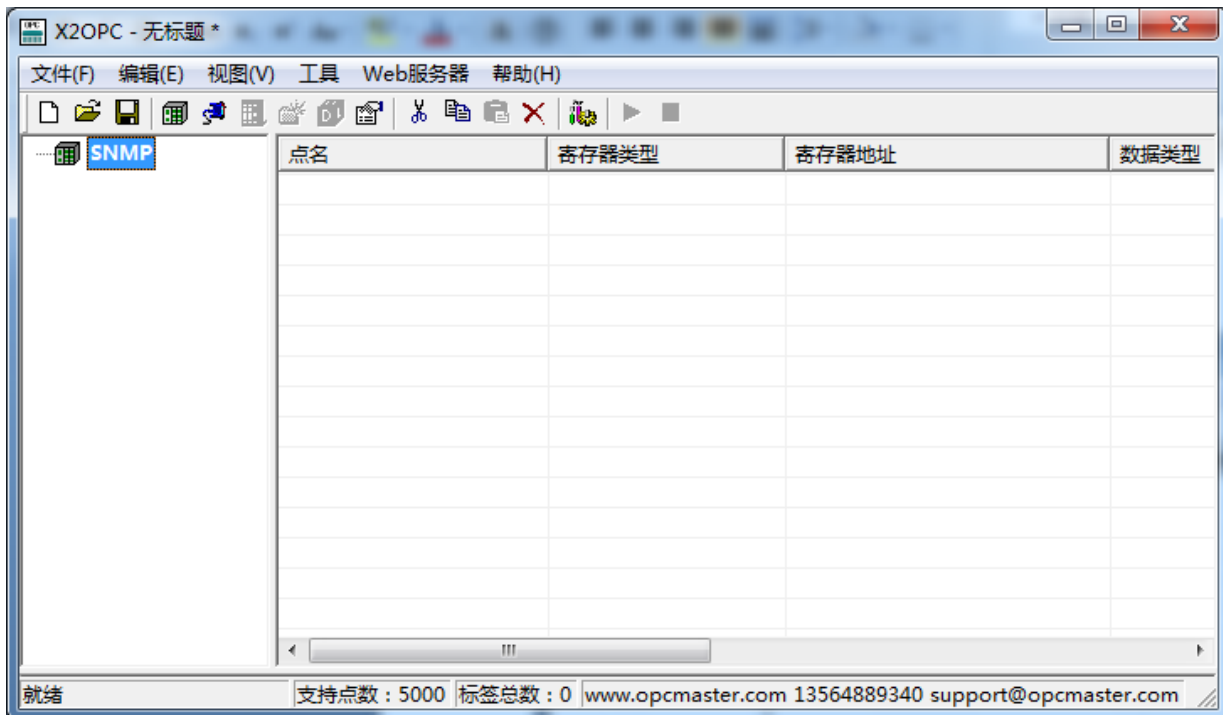 X2OPC - 无标题 *
文件(F) 编辑(E) 视图(V) 工具 Web服务器 帮助(H)
SNMP
点名 寄存器类型 寄存器地址 数据类型
就绪 支持点数：5000 标签总数：0 www.opcmaster.com 13564889340 support@opcmaster.com